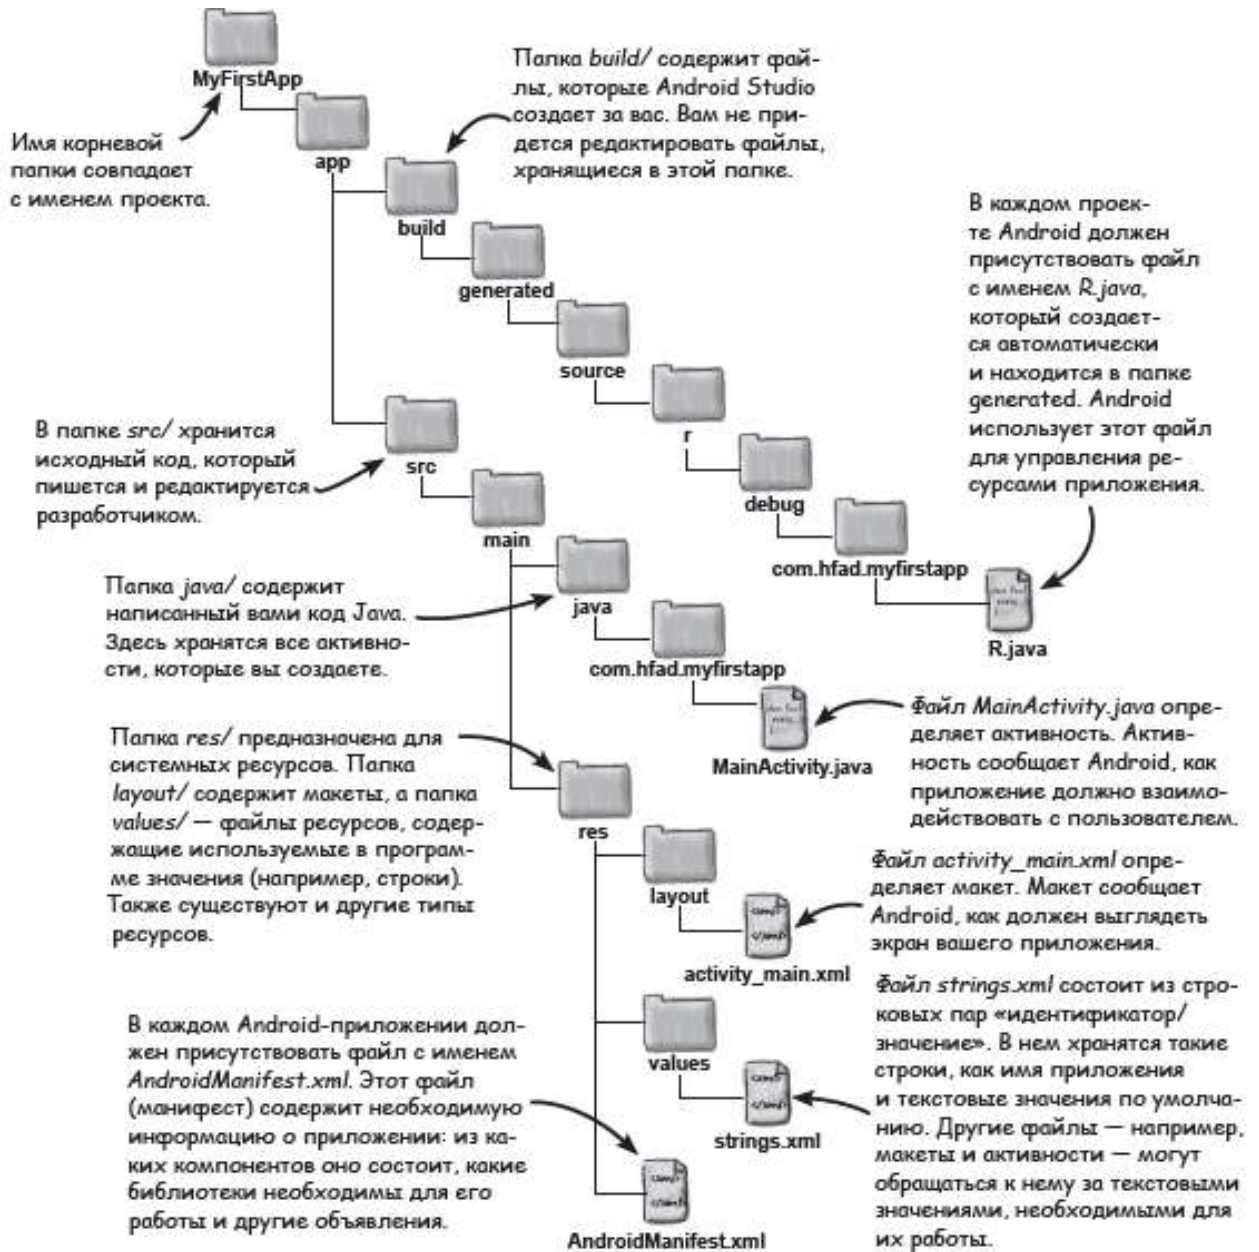 MyFirstApp
Папка build/ содержит фай-
лы, которые Android Studio
создает за вас. Вам не при-
дется редактировать файлы,
хранящиеся в этой папке.
Имя корневой
папки совпадает
с именем проекта.
app
build
generated
source
r
debug
com.hfad.myfirstapp
R.java
В каждом проек-
те Android должен
присутствовать файл
с именем R.java,
который создает-
ся автоматически
и находится в папке
generated. Android
использует этот файл
для управления ре-
сурсами приложения.
В папке src/ хранится
исходный код, который
пишется и редактируется
разработчиком.
src
main
Папка java/ содержит
написанный вами код Java.
Здесь хранятся все активно-
сти, которые вы создаете.
java
com.hfad.myfirstapp
MainActivity.java
Файл MainActivity.java опре-
деляет активность. Актив-
ность сообщает Android, как
приложение должно взаимо-
действовать с пользователем.
Папка res/ предназначена для
системных ресурсов. Папка
layout/ содержит макеты, а папка
values/ — файлы ресурсов, содер-
жащие используемые в програм-
ме значения (например, строки).
Также существуют и другие типы
ресурсов.
res
layout
activity_main.xml
Файл activity_main.xml опре-
деляет макет. Макет сообщает
Android, как должен выглядеть
экран вашего приложения.
values
strings.xml
Файл strings.xml состоит из стро-
ковых пар «идентификатор/
значение». В нем хранятся такие
строки, как имя приложения
и текстовые значения по умолча-
нию. Другие файлы — например,
макеты и активности — могут
обращаться к нему за текстовыми
значениями, необходимыми для
их работы.
В каждом Android-приложении дол-
жен присутствовать файл с именем
AndroidManifest.xml. Этот файл
(манифест) содержит необходимую
информацию о приложении: из ка-
ких компонентов оно состоит, какие
библиотеки необходимы для его
работы и другие объявления.
AndroidManifest.xml